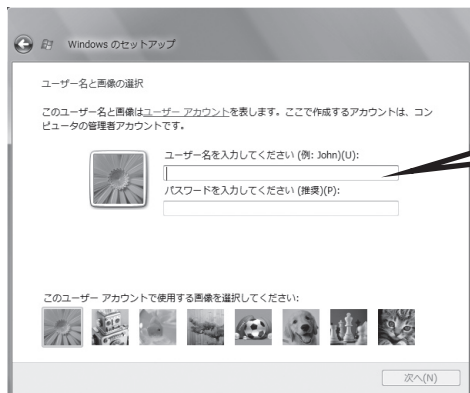 Windows のセットアップ
ユーザー名と画像の選択
このユーザー名と画像はユーザー アカウントを表します。ここで作成するアカウントは、コン
ピュータの管理者アカウントです。
ユーザー名を入力してください (例: John)(U):
パスワードを入力してください (推奨)(P):
このユーザー アカウントで使用する画像を選択してください:
次へ(N)